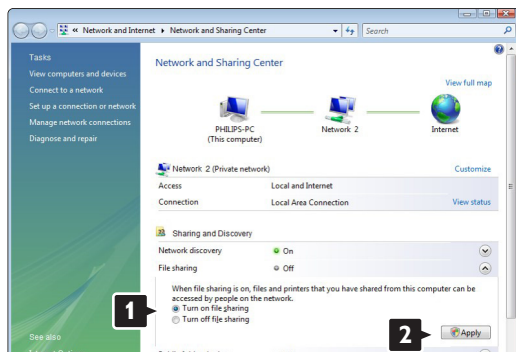 « Network and Internet ▸ Network and Sharing Center
Search
Tasks
View computers and devices
Connect to a network
Set up a connection or network
Manage network connections
Diagnose and repair
See also
Network and Sharing Center
View full map
PHILIPS-PC
(This computer)
Network 2
Internet
Network 2 (Private network)
Customize
Access
Local and Internet
Connection
Local Area Connection
View status
Sharing and Discovery
Network discovery
On
File sharing
Off
When file sharing is on, files and printers that you have shared from this computer can be
accessed by people on the network.
Turn on file sharing
Turn off file sharing
1
2
Apply